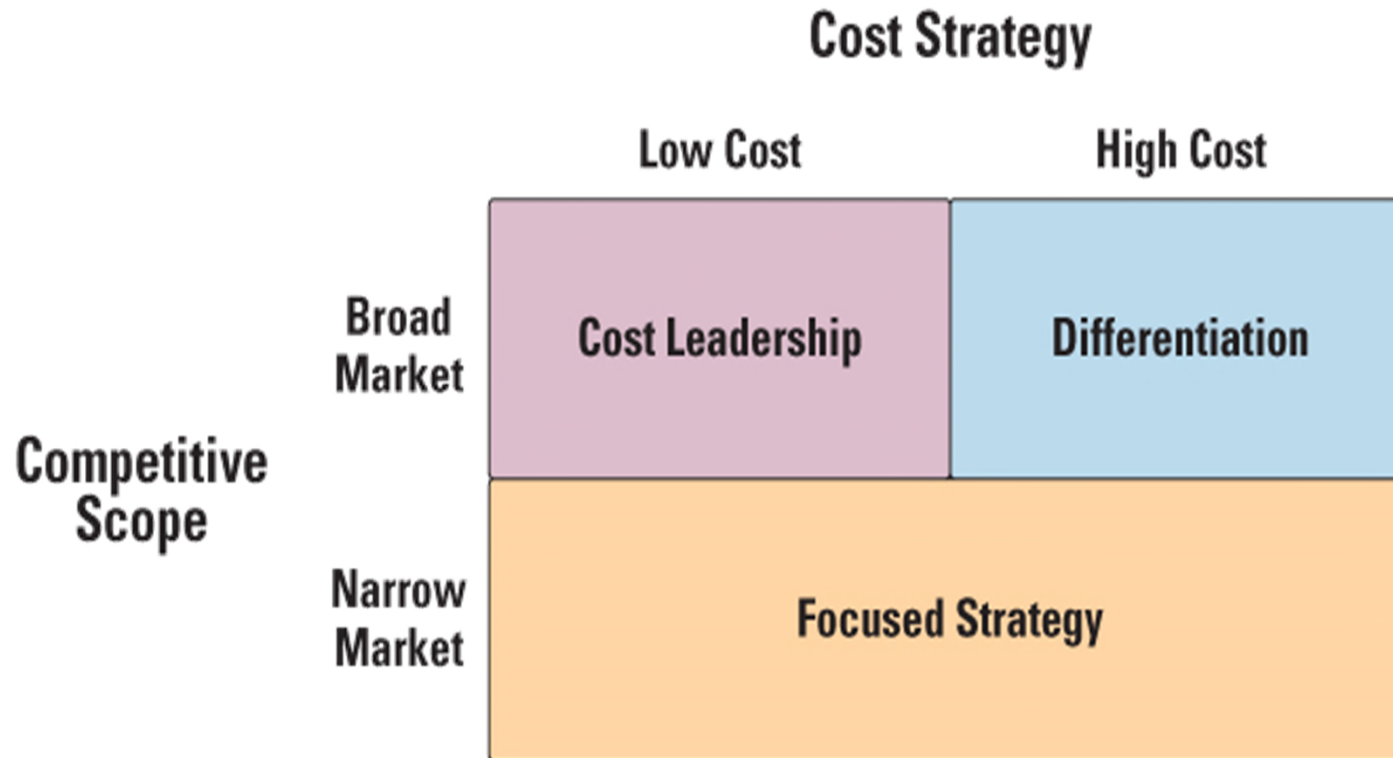 Cost Strategy
Low Cost
High Cost
Broad
Market
Cost Leadership
Differentiation
Competitive
Scope
Narrow
Market
Focused Strategy